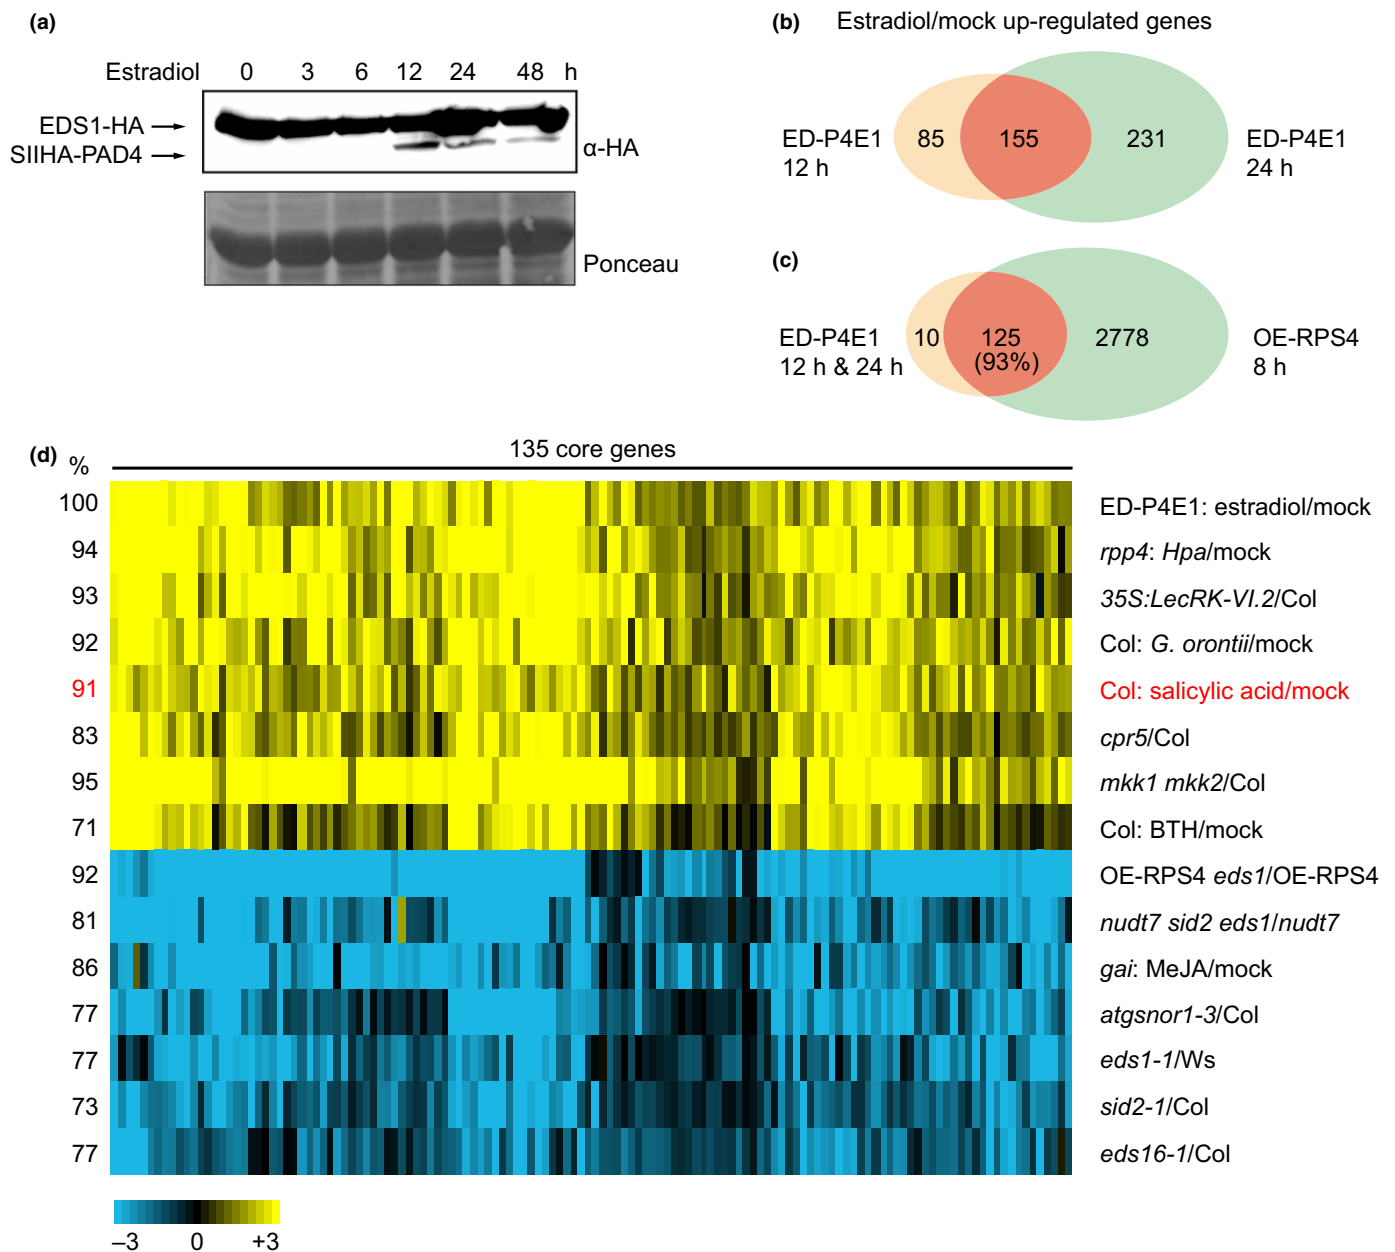 (a)
Estradiol 0 3 6 12 24 48 h
EDS1-HA
SIIHA-PAD4
α-HA
Ponceau
(b) Estradiol/mock up-regulated genes
ED-P4E1
12 h
85 155 231
ED-P4E1
24 h
(c)
ED-P4E1
12 h & 24 h
10 125 2778
(93%)
OE-RPS4
8 h
(d) % 135 core genes
100 ED-P4E1: estradiol/mock
94 rpp4: Hpa/mock
93 35S:LecRK-VI.2/Col
92 Col: G. orontii/mock
91 Col: salicylic acid/mock
83 cpr5/Col
95 mkk1 mkk2/Col
71 Col: BTH/mock
92 OE-RPS4 eds1/OE-RPS4
81 nudt7 sid2 eds1/nudt7
86 gai: MeJA/mock
77 atgsnor1-3/Col
77 eds1-1/Ws
73 sid2-1/Col
77 eds16-1/Col
–3 0 +3